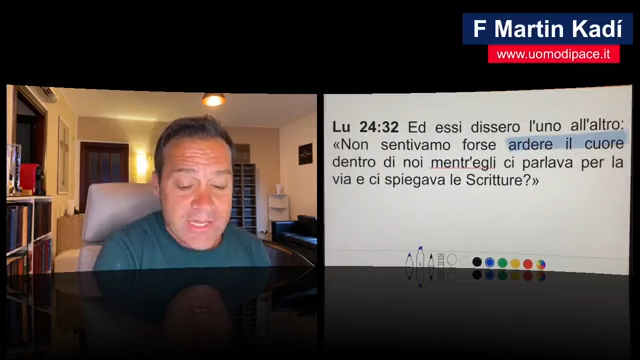 F Martin Kadí
www.uomodipace.it
Lu 24:32 Ed essi dissero l'uno all'altro:
«Non sentivamo forse ardere il cuore
dentro di noi mentr'egli ci parlava per la
via e ci spiegava le Scritture?»